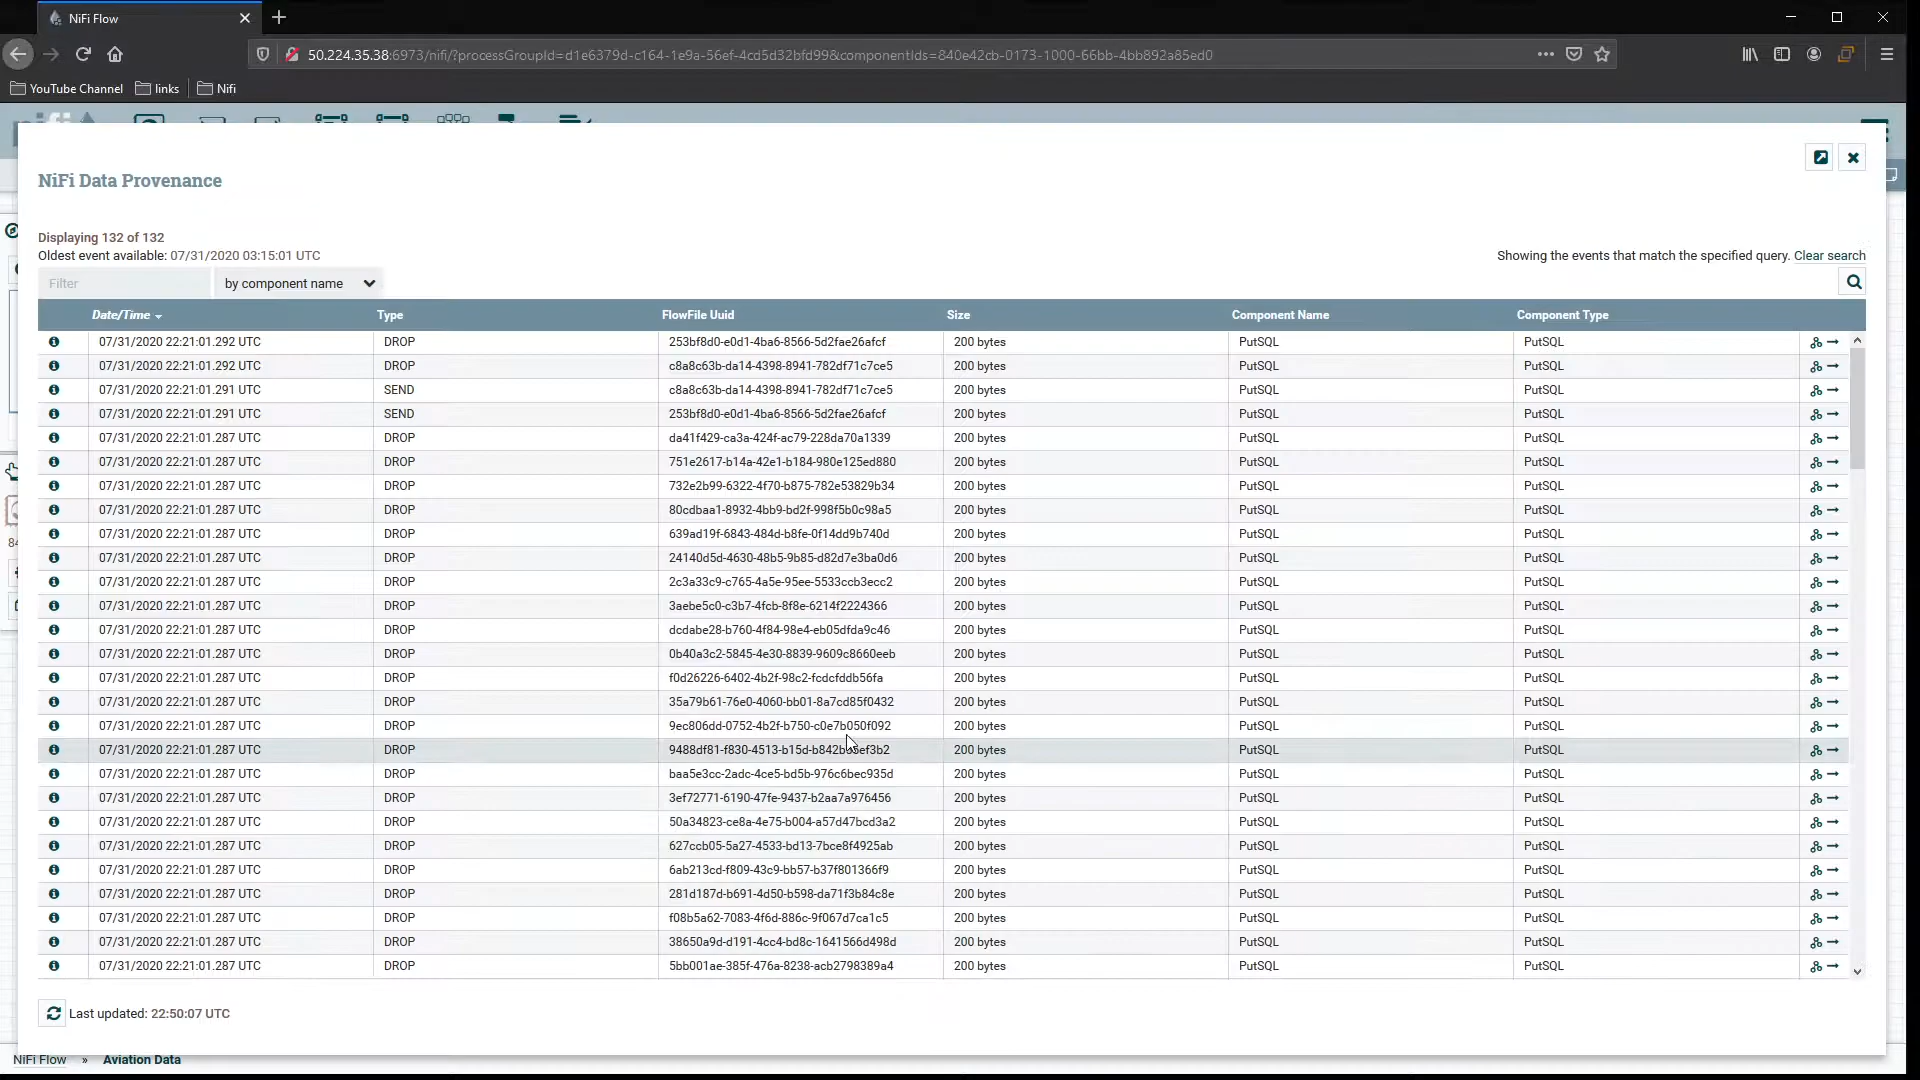 NiFi Flow
50.224.35.38:6973/nifi/?processGroupId=d1e6379d-c164-1e9a-56ef-4cd5d32bfd99&componentIds=840e42cb-0173-1000-66bb-4bb892a85ed0
YouTube Channel links Nifi
NiFi Data Provenance
Displaying 132 of 132
Oldest event available: 07/31/2020 03:15:01 UTC Showing the events that match the specified query. Clear search
Filter by component name
Date/Time Type FlowFile Uuid Size Component Name Component Type
07/31/2020 22:21:01.292 UTC DROP 253bf8d0-e0d1-4ba6-8566-5d2fae26afcf 200 bytes PutSQL PutSQL
07/31/2020 22:21:01.292 UTC DROP c8a8c63b-da14-4398-8941-782df71c7ce5 200 bytes PutSQL PutSQL
07/31/2020 22:21:01.291 UTC SEND c8a8c63b-da14-4398-8941-782df71c7ce5 200 bytes PutSQL PutSQL
07/31/2020 22:21:01.291 UTC SEND 253bf8d0-e0d1-4ba6-8566-5d2fae26afcf 200 bytes PutSQL PutSQL
07/31/2020 22:21:01.287 UTC DROP da41f429-ca3a-424f-ac79-228da70a1339 200 bytes PutSQL PutSQL
07/31/2020 22:21:01.287 UTC DROP 751e2617-b14a-42e1-b184-980e125ed880 200 bytes PutSQL PutSQL
07/31/2020 22:21:01.287 UTC DROP 732e2b99-6322-4f70-b875-782e53829b34 200 bytes PutSQL PutSQL
07/31/2020 22:21:01.287 UTC DROP 80cdbaa1-8932-4bb9-bd2f-998f5b0c98a5 200 bytes PutSQL PutSQL
07/31/2020 22:21:01.287 UTC DROP 639ad19f-6843-484d-b8fe-0f14dd9b740d 200 bytes PutSQL PutSQL
07/31/2020 22:21:01.287 UTC DROP 24140d5d-4630-48b5-9b85-d82d7e3ba0d6 200 bytes PutSQL PutSQL
07/31/2020 22:21:01.287 UTC DROP 2c3a33c9-c765-4a5e-95ee-5533ccb3ecc2 200 bytes PutSQL PutSQL
07/31/2020 22:21:01.287 UTC DROP 3aebe5c0-c3b7-4fcb-8f8e-6214f2224366 200 bytes PutSQL PutSQL
07/31/2020 22:21:01.287 UTC DROP dcdabe28-b760-4f84-98e4-eb05dfda9c46 200 bytes PutSQL PutSQL
07/31/2020 22:21:01.287 UTC DROP 0b40a3c2-5845-4e30-8839-9609c8660eeb 200 bytes PutSQL PutSQL
07/31/2020 22:21:01.287 UTC DROP f0d26226-6402-4b2f-98c2-fcdcfddb56fa 200 bytes PutSQL PutSQL
07/31/2020 22:21:01.287 UTC DROP 35a79b61-76e0-4060-bb01-8a7cd85f0432 200 bytes PutSQL PutSQL
07/31/2020 22:21:01.287 UTC DROP 9ec806dd-0752-4b2f-b750-c0e7b050f092 200 bytes PutSQL PutSQL
07/31/2020 22:21:01.287 UTC DROP 200 bytes PutSQL PutSQL
07/31/2020 22:21:01.287 UTC DROP baa5e3cc-2adc-4ce5-bd5b-976c6bec935d 200 bytes PutSQL PutSQL
07/31/2020 22:21:01.287 UTC DROP 3ef72771-6190-47fe-9437-b2aa7a976456 200 bytes PutSQL PutSQL
07/31/2020 22:21:01.287 UTC DROP 50a34823-ce8a-4e75-b004-a57d47bcd3a2 200 bytes PutSQL PutSQL
07/31/2020 22:21:01.287 UTC DROP 627ccb05-5a27-4533-bd13-7bce8f4925ab 200 bytes PutSQL PutSQL
07/31/2020 22:21:01.287 UTC DROP 6ab213cd-f809-43c9-bb57-b37f801366f9 200 bytes PutSQL PutSQL
07/31/2020 22:21:01.287 UTC DROP 281d187d-b691-4d50-b598-da71f3b84c8e 200 bytes PutSQL PutSQL
07/31/2020 22:21:01.287 UTC DROP f08b5a62-7083-4f6d-886c-9f067d7ca1c5 200 bytes PutSQL PutSQL
07/31/2020 22:21:01.287 UTC DROP 38650a9d-d191-4cc4-bd8c-1641566d498d 200 bytes PutSQL PutSQL
07/31/2020 22:21:01.287 UTC DROP 5bb001ae-385f-476a-8238-acb2798389a4 200 bytes PutSQL PutSQL
Last updated: 22:50:07 UTC
NiFi Flow » Aviation Data